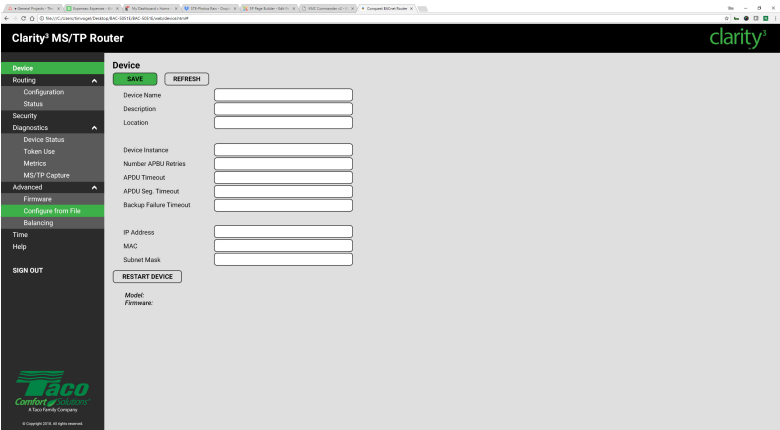 Clarity³ MS/TP Router
clarity³
Device
Routing
Configuration
Status
Security
Diagnostics
Device Status
Token Use
Metrics
MS/TP Capture
Advanced
Firmware
Configure from File
Balancing
Time
Help
SIGN OUT
Taco
Comfort Solutions
A Taco Family Company
© Copyright 2018. All rights reserved.
Device
SAVE REFRESH
Device Name
Description
Location
Device Instance
Number APBU Retries
APDU Timeout
APDU Seg. Timeout
Backup Failure Timeout
IP Address
MAC
Subnet Mask
RESTART DEVICE
Model:
Firmware: